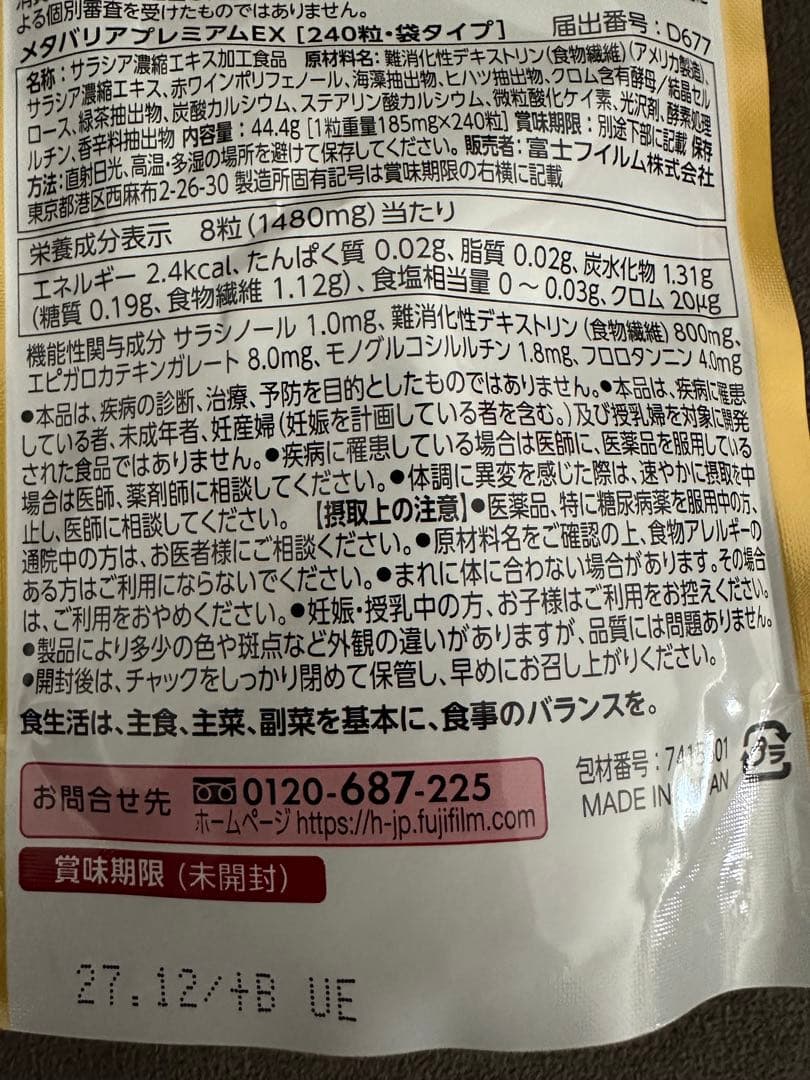 よる個別審査を受けたものではありません。
メタバリアプレミアムEX [240粒・袋タイプ] 届出番号:D677
名称:サラシア濃縮エキス加工食品 原材料名:難消化性デキストリン(食物繊維)(アメリカ製造)、
サラシア濃縮エキス、赤ワインポリフェノール、海藻抽出物、ヒハツ抽出物、クロム含有酵母/結晶セル
ロース、緑茶抽出物、炭酸カルシウム、ステアリン酸カルシウム、微粒酸化ケイ素、光沢剤、酵素処理
ルチン、香辛料抽出物 内容量:44.4g [1粒重量185mg×240粒] 賞味期限:別途下部に記載 保存
方法:直射日光、高温・多湿の場所を避けて保存してください。販売者:富士フイルム株式会社
東京都港区西麻布2-26-30 製造所固有記号は賞味期限の右横に記載
栄養成分表示 8粒(1480mg)当たり
エネルギー 2.4kcal、たんぱく質 0.02g、脂質 0.02g、炭水化物 1.31g
(糖質 0.19g、食物繊維 1.12g)、食塩相当量 0～0.03g、クロム 20μg
機能性関与成分 サラシノール 1.0mg、難消化性デキストリン(食物繊維) 800mg、
エピガロカテキンガレート 8.0mg、モノグルコシルルチン 1.8mg、フロロタンニン 4.0mg
●本品は、疾病の診断、治療、予防を目的としたものではありません。●本品は、疾病に罹患
している者、未成年者、妊産婦(妊娠を計画している者を含む。)及び授乳婦を対象に開発
された食品ではありません。●疾病に罹患している場合は医師に、医薬品を服用している
場合は医師、薬剤師に相談してください。●体調に異変を感じた際は、速やかに摂取を中
止し、医師に相談してください。【摂取上の注意】●医薬品、特に糖尿病薬を服用中の方、
通院中の方は、お医者様にご相談ください。●原材料名をご確認の上、食物アレルギーの
ある方はご利用にならないでください。●まれに体に合わない場合があります。その場合
は、ご利用をおやめください。●妊娠・授乳中の方、お子様はご利用をお控えください。
●製品により多少の色や斑点など外観の違いがありますが、品質には問題ありません。
●開封後は、チャックをしっかり閉めて保管し、早めにお召し上がりください。
食生活は、主食、主菜、副菜を基本に、食事のバランスを。
包材番号:
MADE IN JAPAN
プラ
お問合せ先 0120-687-225
ホームページ https://h-jp.fujifilm.com
賞味期限 (未開封)
27.12/+B UE